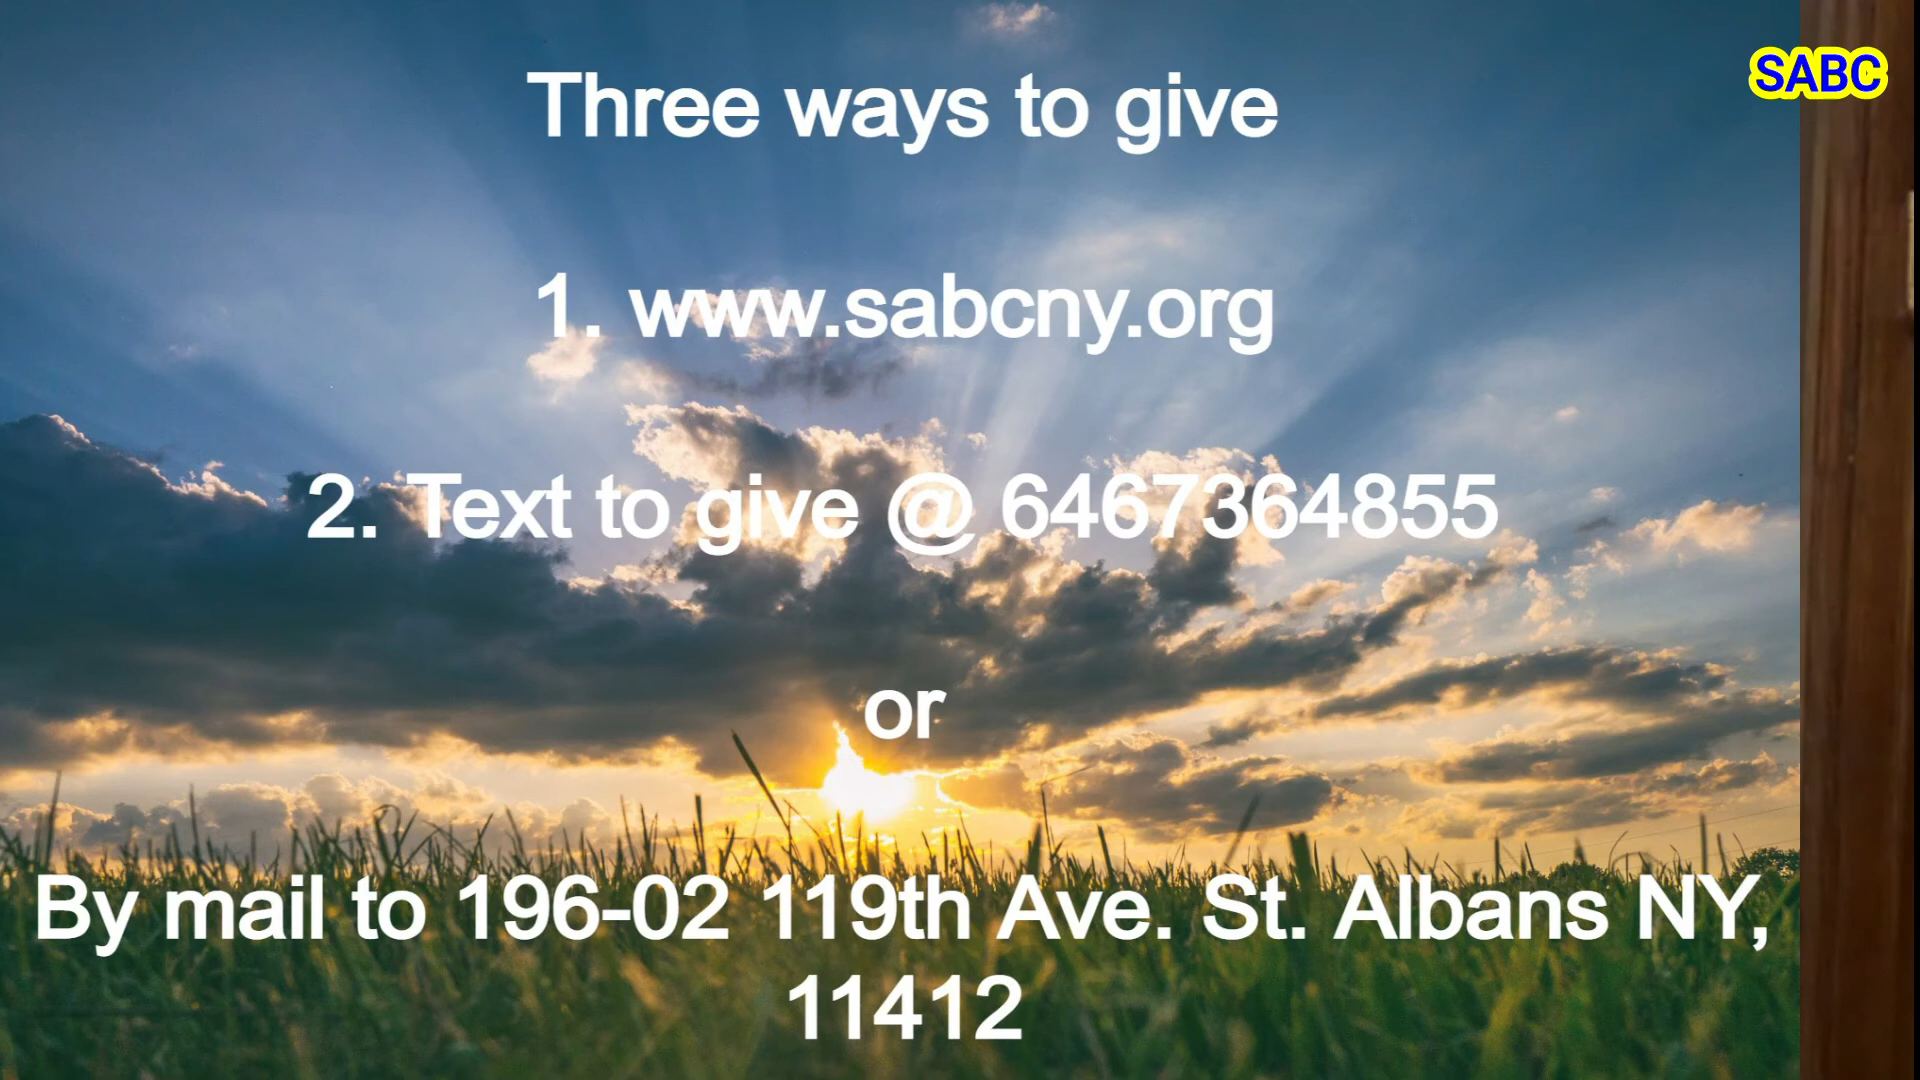 Three ways to give
SABC
1. www.sabcny.org
2. Text to give @ 6467364855
or
By mail to 196-02 119th Ave. St. Albans NY,
11412